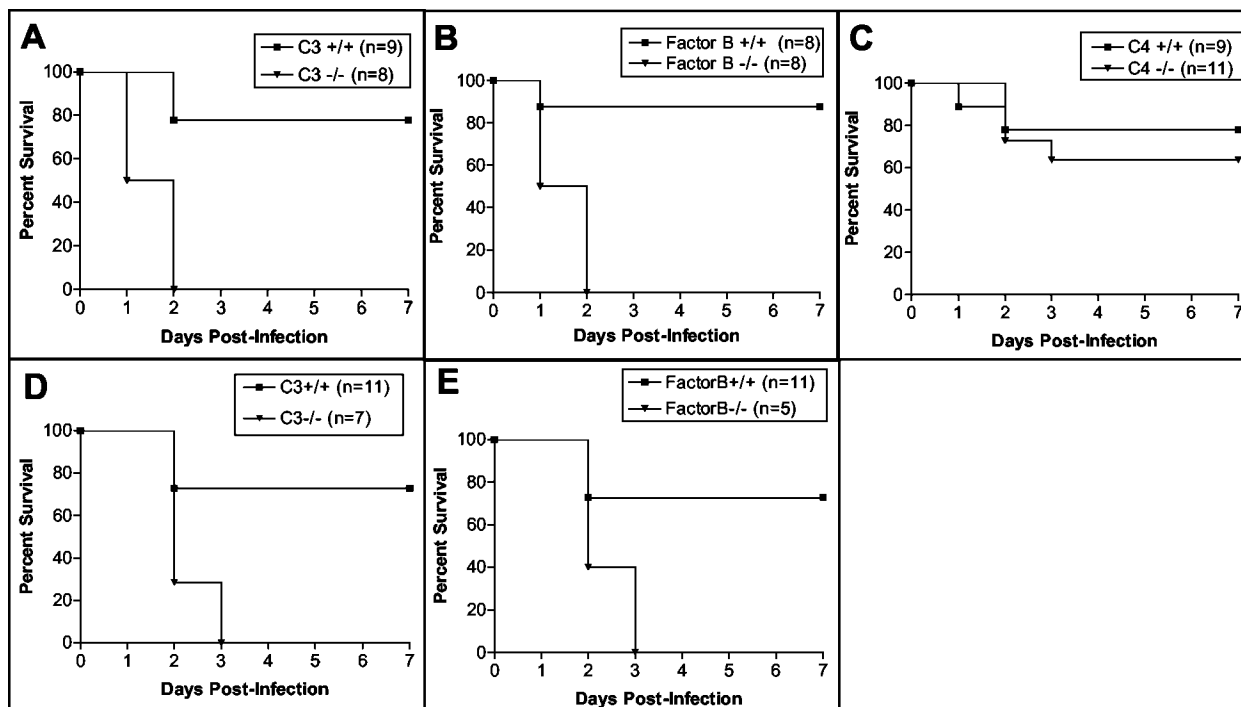 A
C3 +/+ (n=9)
C3 -/- (n=8)
Percent Survival
100
80
60
40
20
0
0 1 2 3 4 5 6 7
Days Post-Infection
B
Factor B +/+ (n=8)
Factor B -/- (n=8)
Percent Survival
100
80
60
40
20
0
0 1 2 3 4 5 6 7
Days Post-Infection
C
C4 +/+ (n=9)
C4 -/- (n=11)
Percent Survival
100
80
60
40
20
0
0 1 2 3 4 5 6 7
Days Post-Infection
D
C3+/+ (n=11)
C3-/- (n=7)
Percent Survival
100
80
60
40
20
0
0 1 2 3 4 5 6 7
Days Post-Infection
E
FactorB+/+ (n=11)
FactorB-/- (n=5)
Percent Survival
100
80
60
40
20
0
0 1 2 3 4 5 6 7
Days Post-Infection